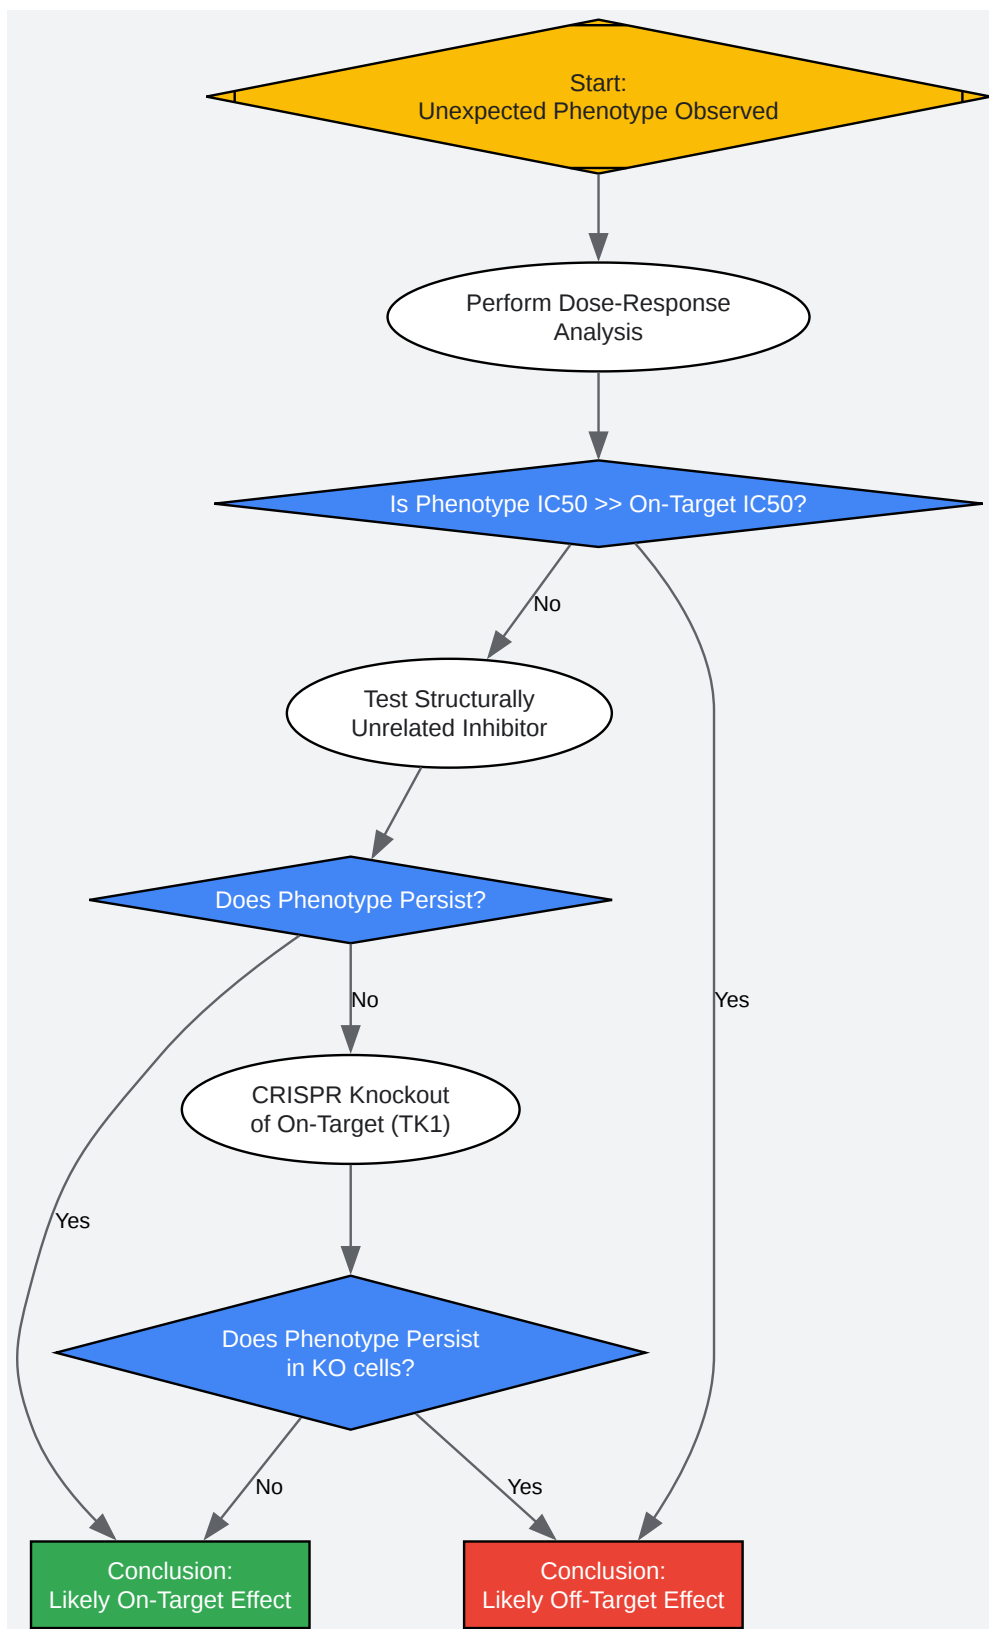 Start:
Unexpected Phenotype Observed
Perform Dose-Response
Analysis
Is Phenotype IC50 >> On-Target IC50?
No
Test Structurally
Unrelated Inhibitor
Does Phenotype Persist?
No
Yes
CRISPR Knockout
of On-Target (TK1)
Yes
Does Phenotype Persist
in KO cells?
No
Yes
Conclusion:
Likely On-Target Effect
Conclusion:
Likely Off-Target Effect